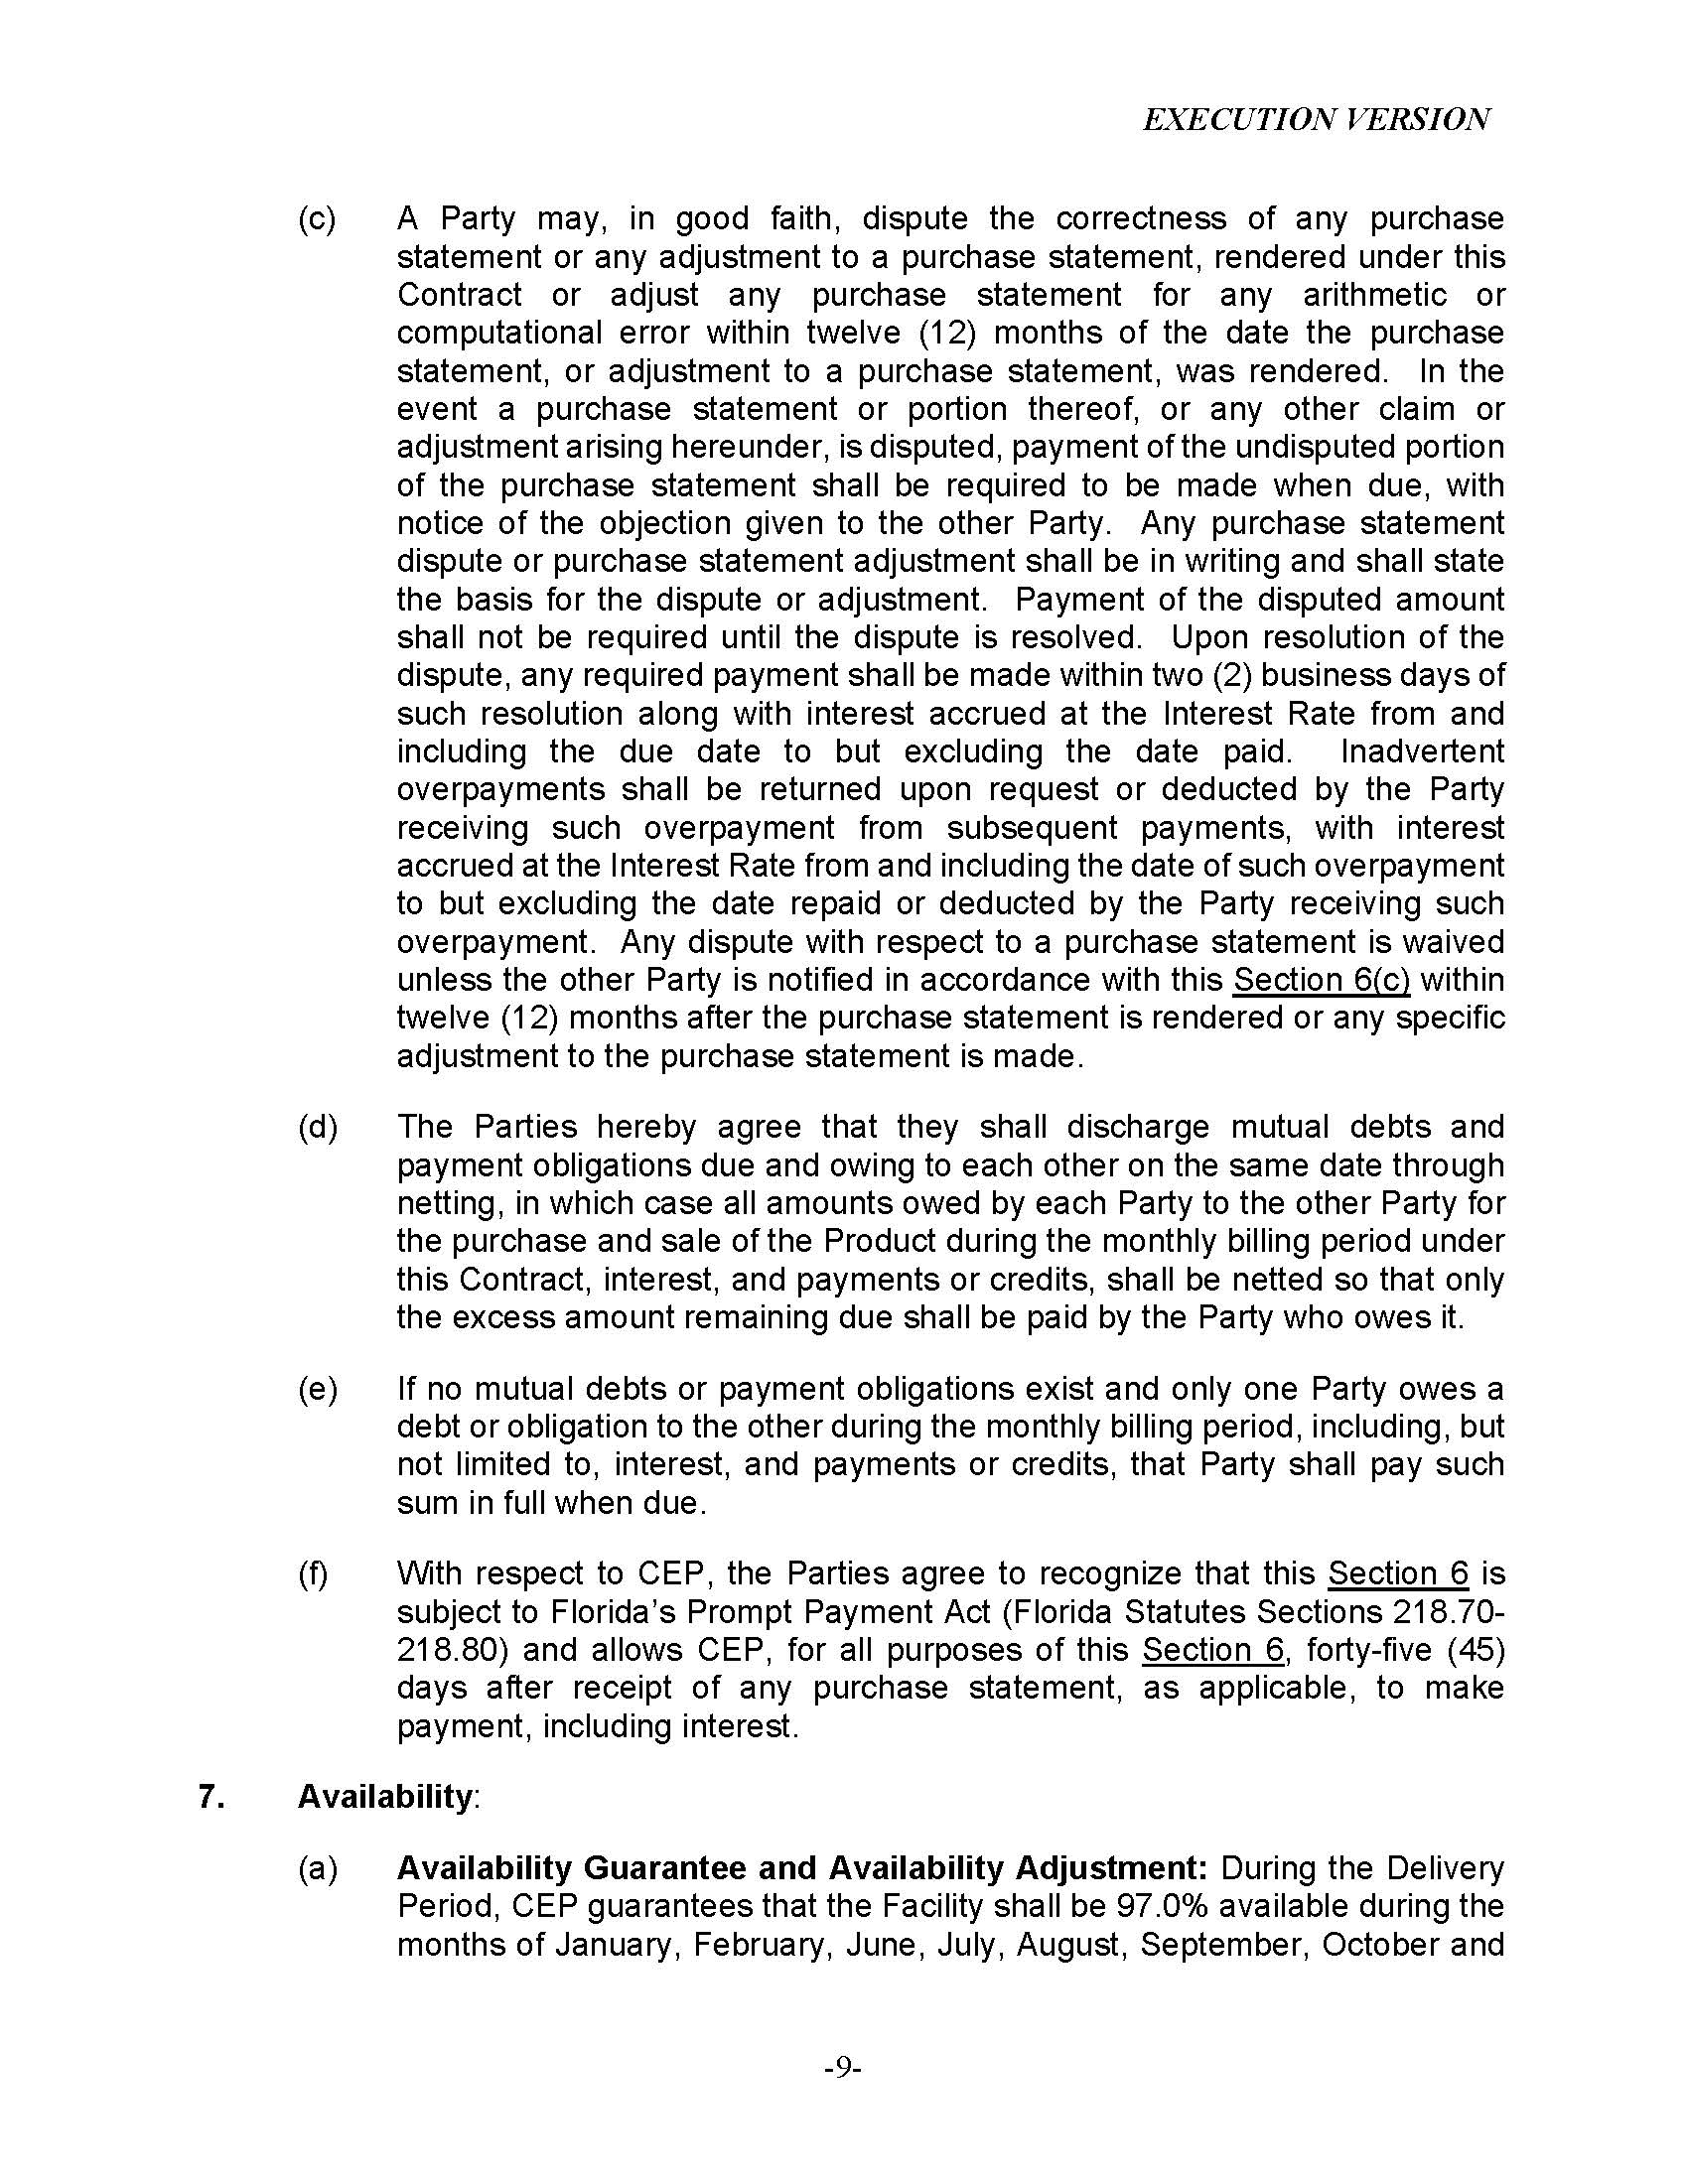 EXECUTION VERSION
(c) A Party may, in good faith, dispute the correctness of any purchase
statement or any adjustment to a purchase statement, rendered under this
Contract or adjust any purchase statement for any arithmetic or
computational error within twelve (12) months of the date the purchase
statement, or adjustment to a purchase statement, was rendered. In the
event a purchase statement or portion thereof, or any other claim or
adjustment arising hereunder, is disputed, payment of the undisputed portion
of the purchase statement shall be required to be made when due, with
notice of the objection given to the other Party. Any purchase statement
dispute or purchase statement adjustment shall be in writing and shall state
the basis for the dispute or adjustment. Payment of the disputed amount
shall not be required until the dispute is resolved. Upon resolution of the
dispute, any required payment shall be made within two (2) business days of
such resolution along with interest accrued at the Interest Rate from and
including the due date to but excluding the date paid. Inadvertent
overpayments shall be returned upon request or deducted by the Party
receiving such overpayment from subsequent payments, with interest
accrued at the Interest Rate from and including the date of such overpayment
to but excluding the date repaid or deducted by the Party receiving such
overpayment. Any dispute with respect to a purchase statement is waived
unless the other Party is notified in accordance with this Section 6(c) within
twelve (12) months after the purchase statement is rendered or any specific
adjustment to the purchase statement is made.
(d) The Parties hereby agree that they shall discharge mutual debts and
payment obligations due and owing to each other on the same date through
netting, in which case all amounts owed by each Party to the other Party for
the purchase and sale of the Product during the monthly billing period under
this Contract, interest, and payments or credits, shall be netted so that only
the excess amount remaining due shall be paid by the Party who owes it.
(e) If no mutual debts or payment obligations exist and only one Party owes a
debt or obligation to the other during the monthly billing period, including, but
not limited to, interest, and payments or credits, that Party shall pay such
sum in full when due.
(f) With respect to CEP, the Parties agree to recognize that this Section 6 is
subject to Florida’s Prompt Payment Act (Florida Statutes Sections 218.70-
218.80) and allows CEP, for all purposes of this Section 6, forty-five (45)
days after receipt of any purchase statement, as applicable, to make
payment, including interest.
7. Availability:
(a) Availability Guarantee and Availability Adjustment: During the Delivery
Period, CEP guarantees that the Facility shall be 97.0% available during the
months of January, February, June, July, August, September, October and
-9-